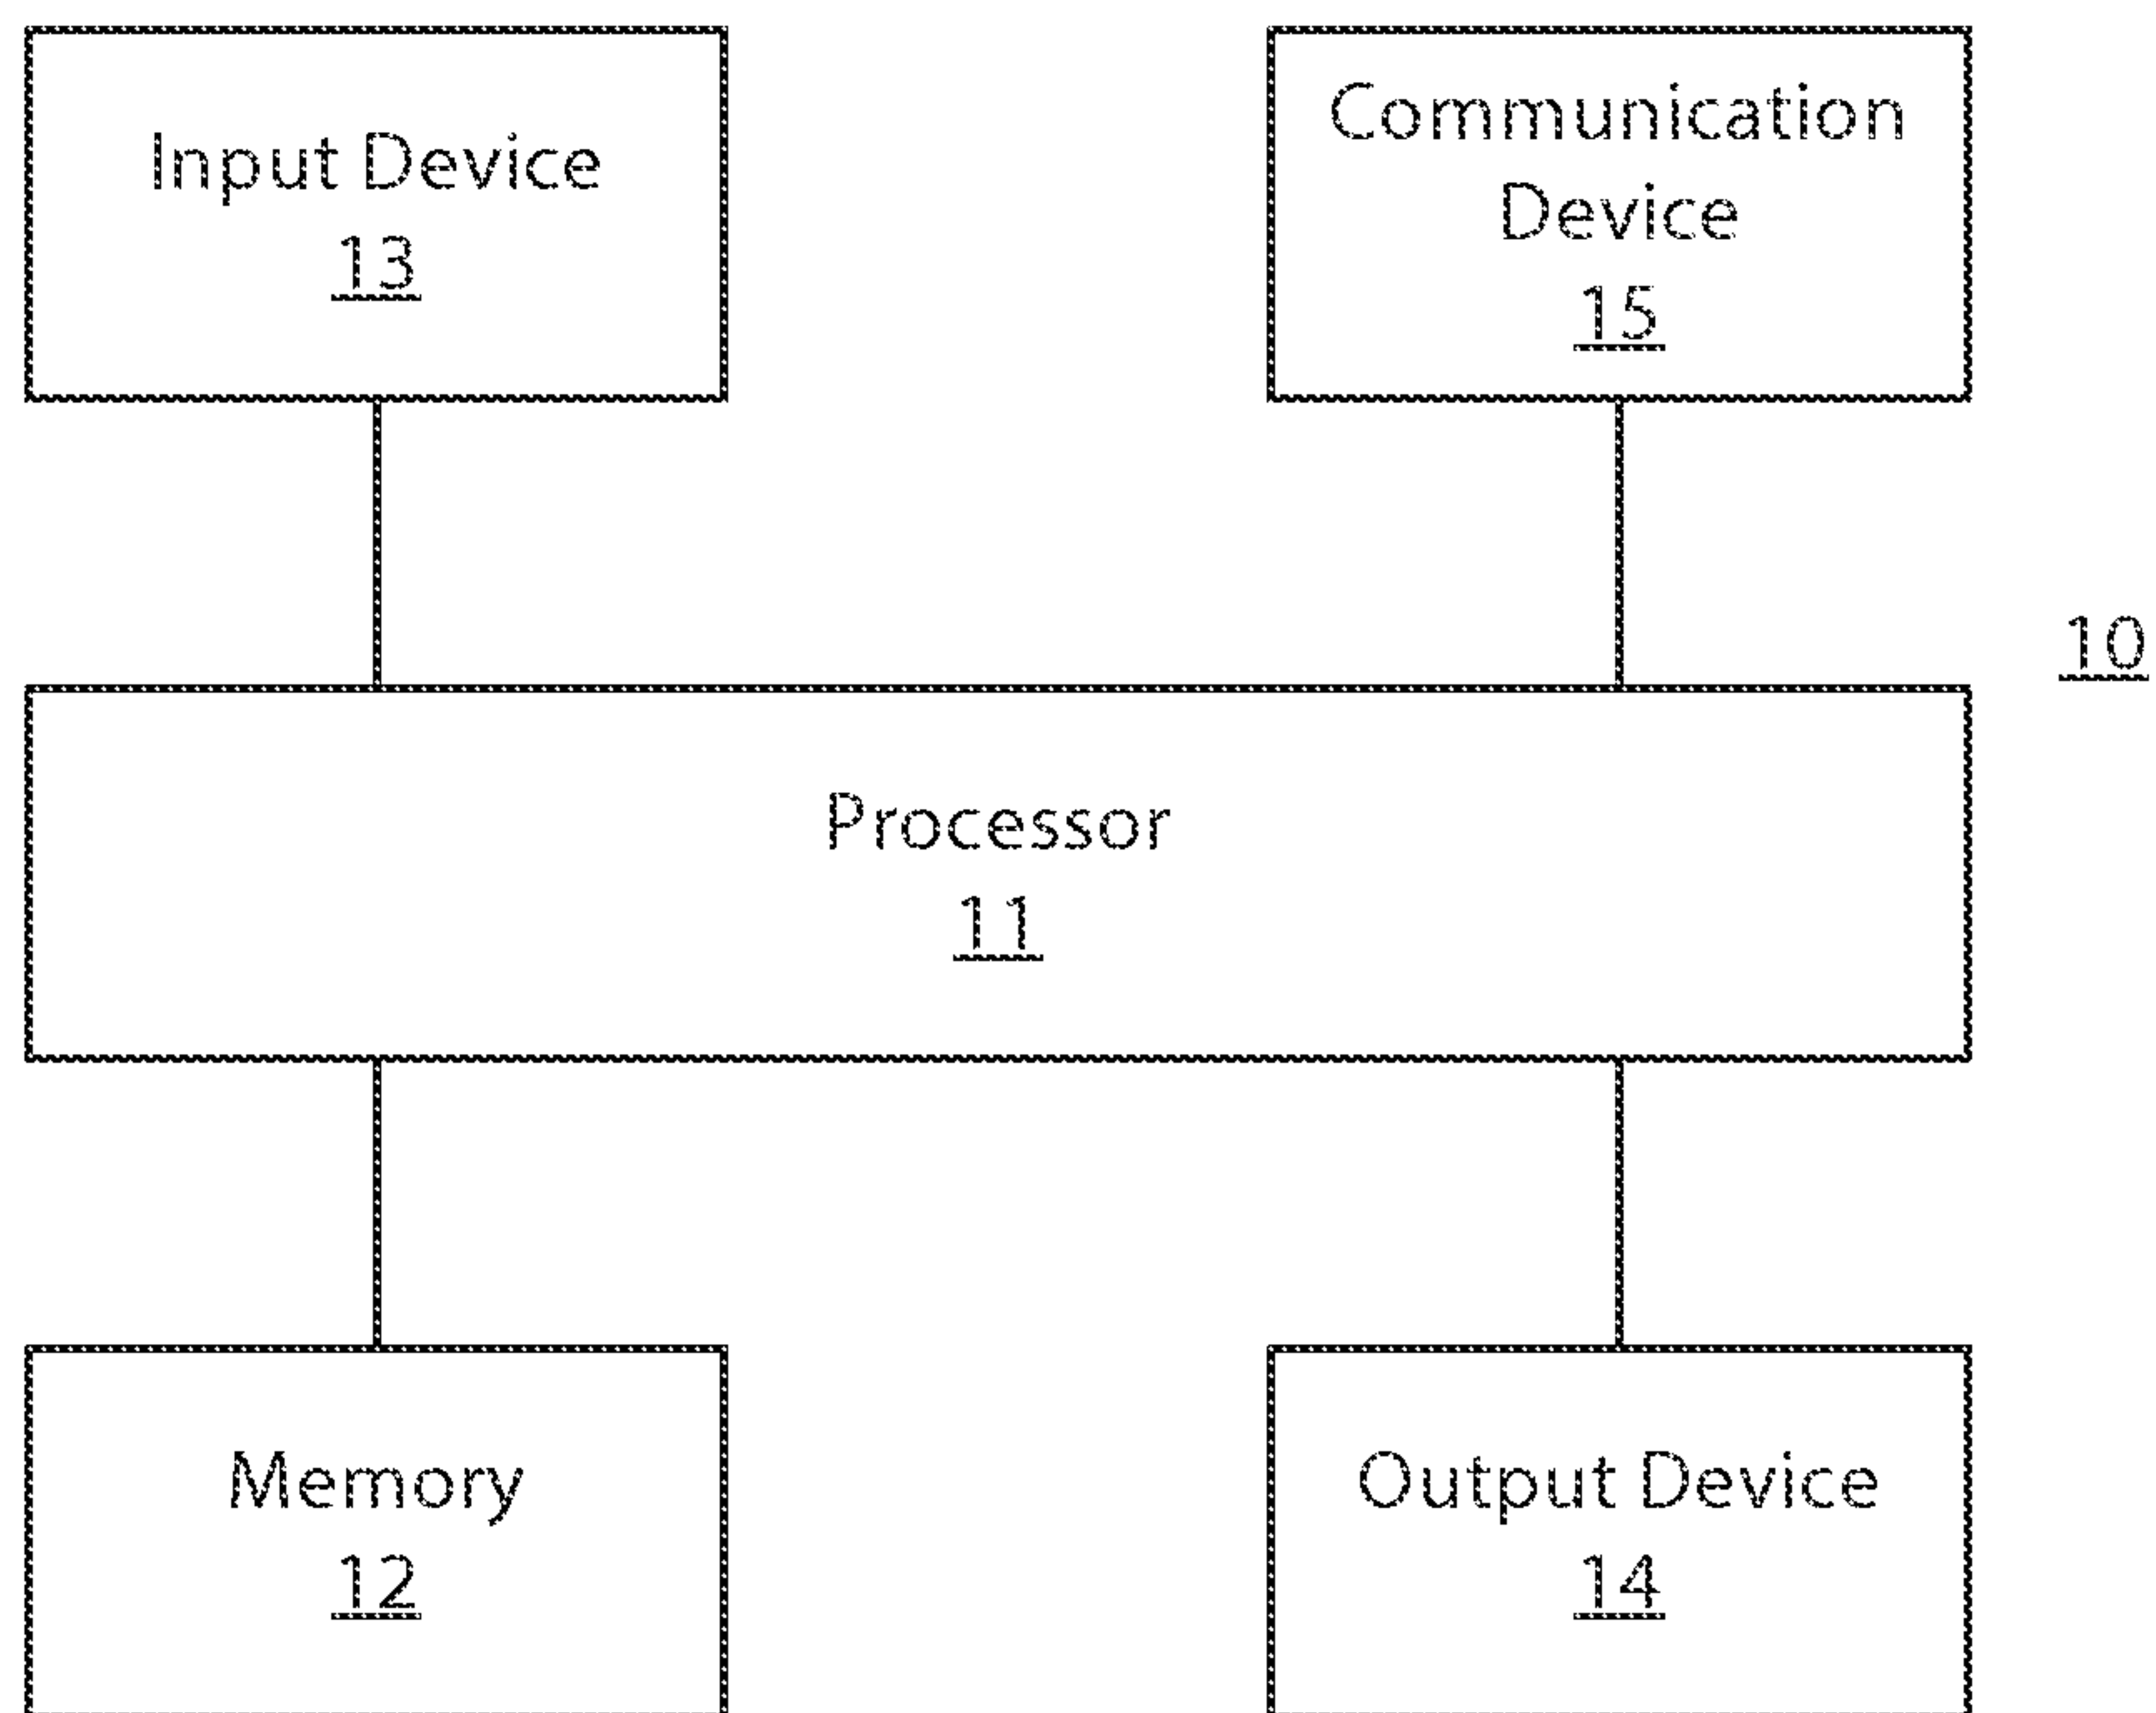 Input Device
13
Communication
Device
15
10
Processor
11
Memory
12
Output Device
14